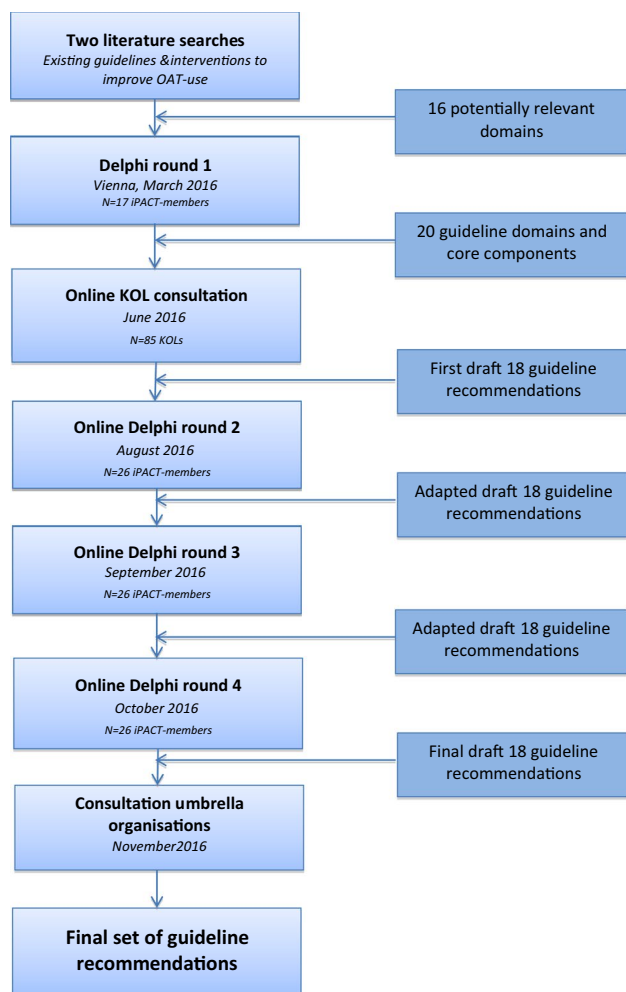 Two literature searches
Existing guidelines &interventions to
improve OAT-use
16 potentially relevant
domains
Delphi round 1
Vienna, March 2016
N=17 iPACT-members
20 guideline domains and
core components
Online KOL consultation
June 2016
N=85 KOLs
First draft 18 guideline
recommendations
Online Delphi round 2
August 2016
N=26 iPACT-members
Adapted draft 18 guideline
recommendations
Online Delphi round 3
September 2016
N=26 iPACT-members
Adapted draft 18 guideline
recommendations
Online Delphi round 4
October 2016
N=26 iPACT-members
Final draft 18 guideline
recommendations
Consultation umbrella
organisations
November2016
Final set of guideline
recommendations